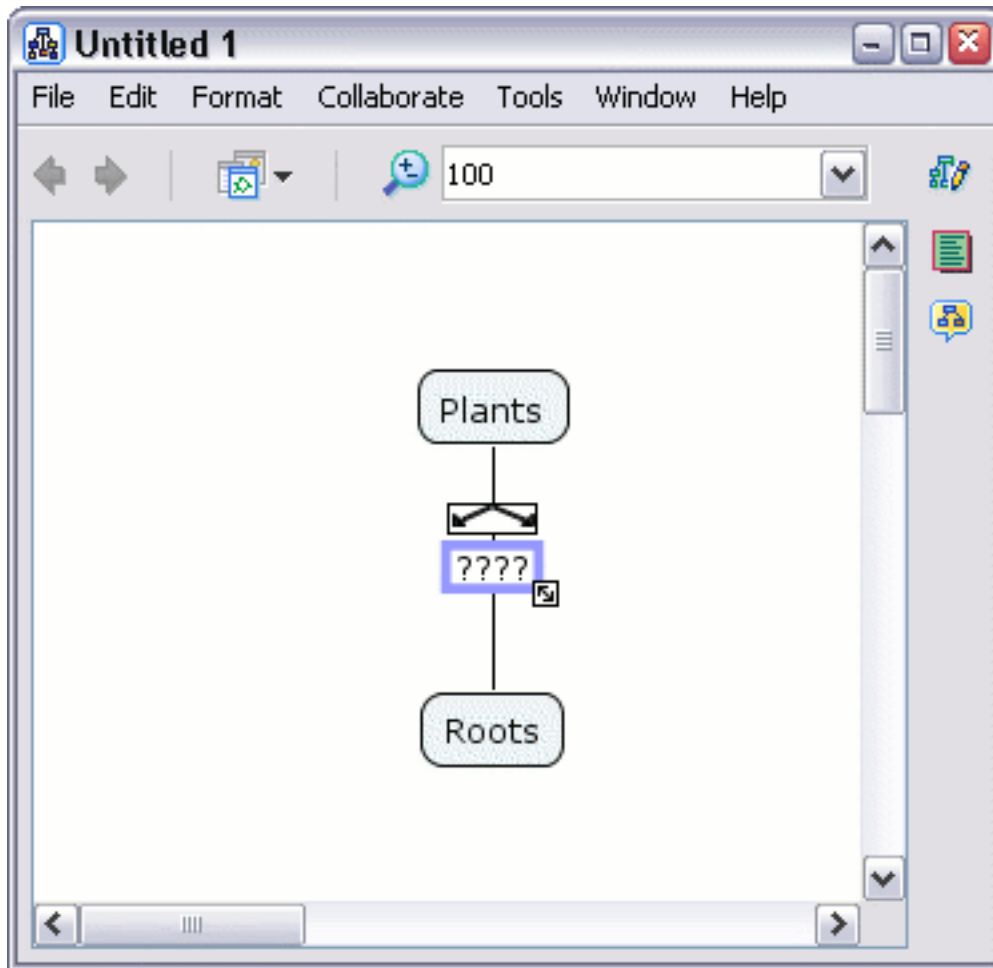 Untitled 1
File Edit Format Collaborate Tools Window Help
100
Plants
????
Roots